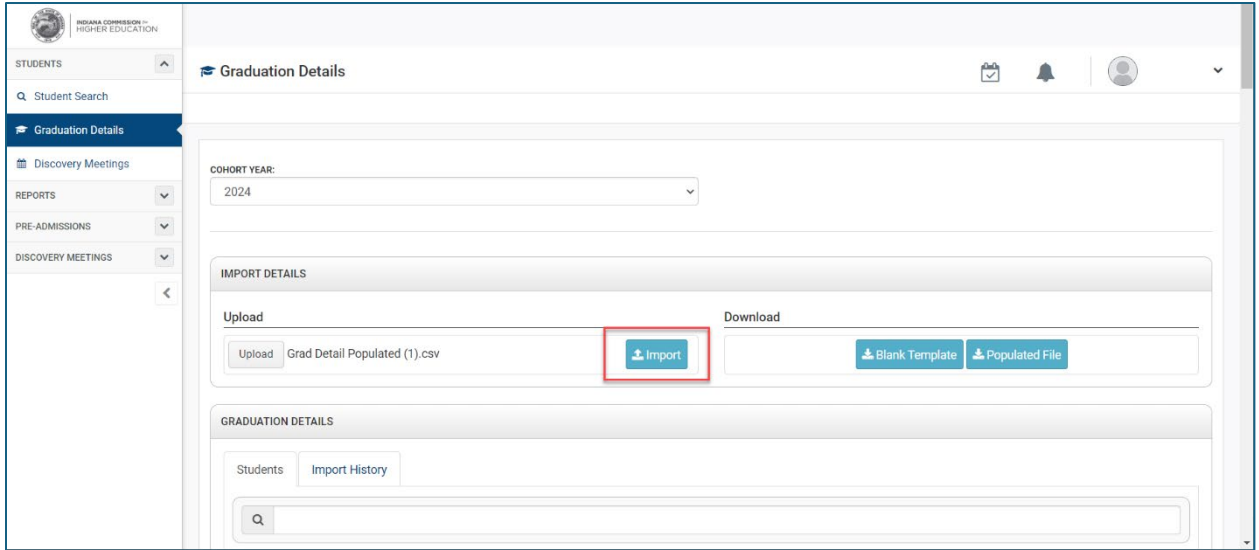 INDIANA COMMISSION for
HIGHER EDUCATION
STUDENTS
Student Search
Graduation Details
Discovery Meetings
REPORTS
PRE-ADMISSIONS
DISCOVERY MEETINGS
Graduation Details
COHORT YEAR:
2024
IMPORT DETAILS
Upload
Download
Upload Grad Detail Populated (1).csv Import
Blank Template Populated File
GRADUATION DETAILS
Students Import History